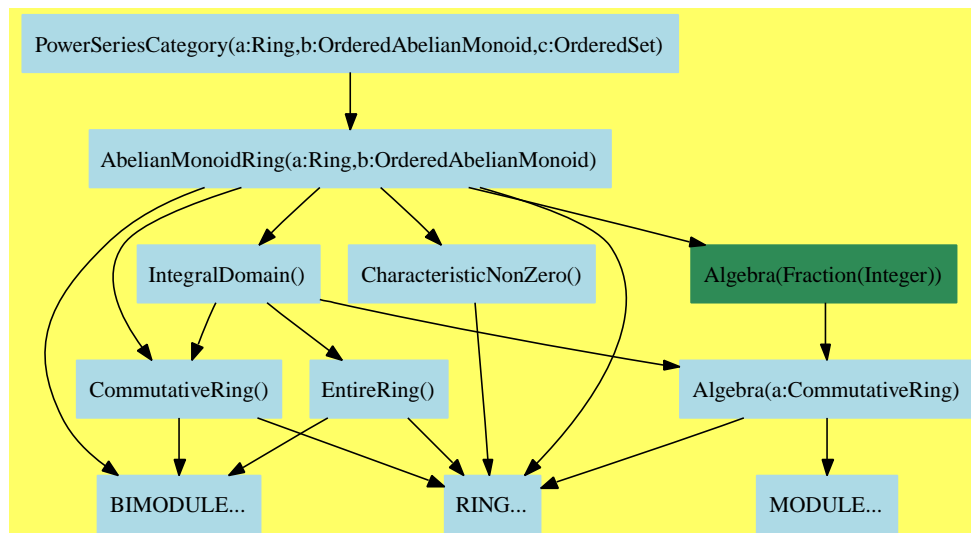 PowerSeriesCategory(a:Ring,b:OrderedAbelianMonoid,c:OrderedSet)
AbelianMonoidRing(a:Ring,b:OrderedAbelianMonoid)
IntegralDomain()
CharacteristicNonZero()
Algebra(Fraction(Integer))
CommutativeRing()
EntireRing()
Algebra(a:CommutativeRing)
BIMODULE...
RING...
MODULE...